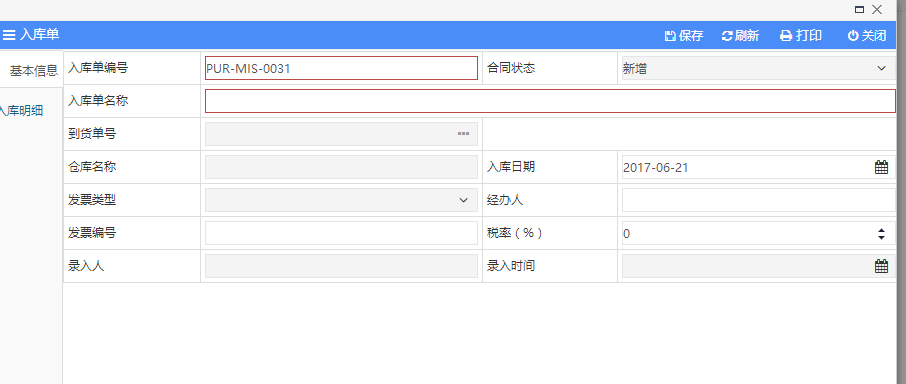 入库单 保存 刷新 打印 关闭
基本信息
入库明细
入库单编号 PUR-MIS-0031 合同状态 新增
入库单名称
到货单号
仓库名称 入库日期 2017-06-21
发票类型 经办人
发票编号 税率（%） 0
录入人 录入时间